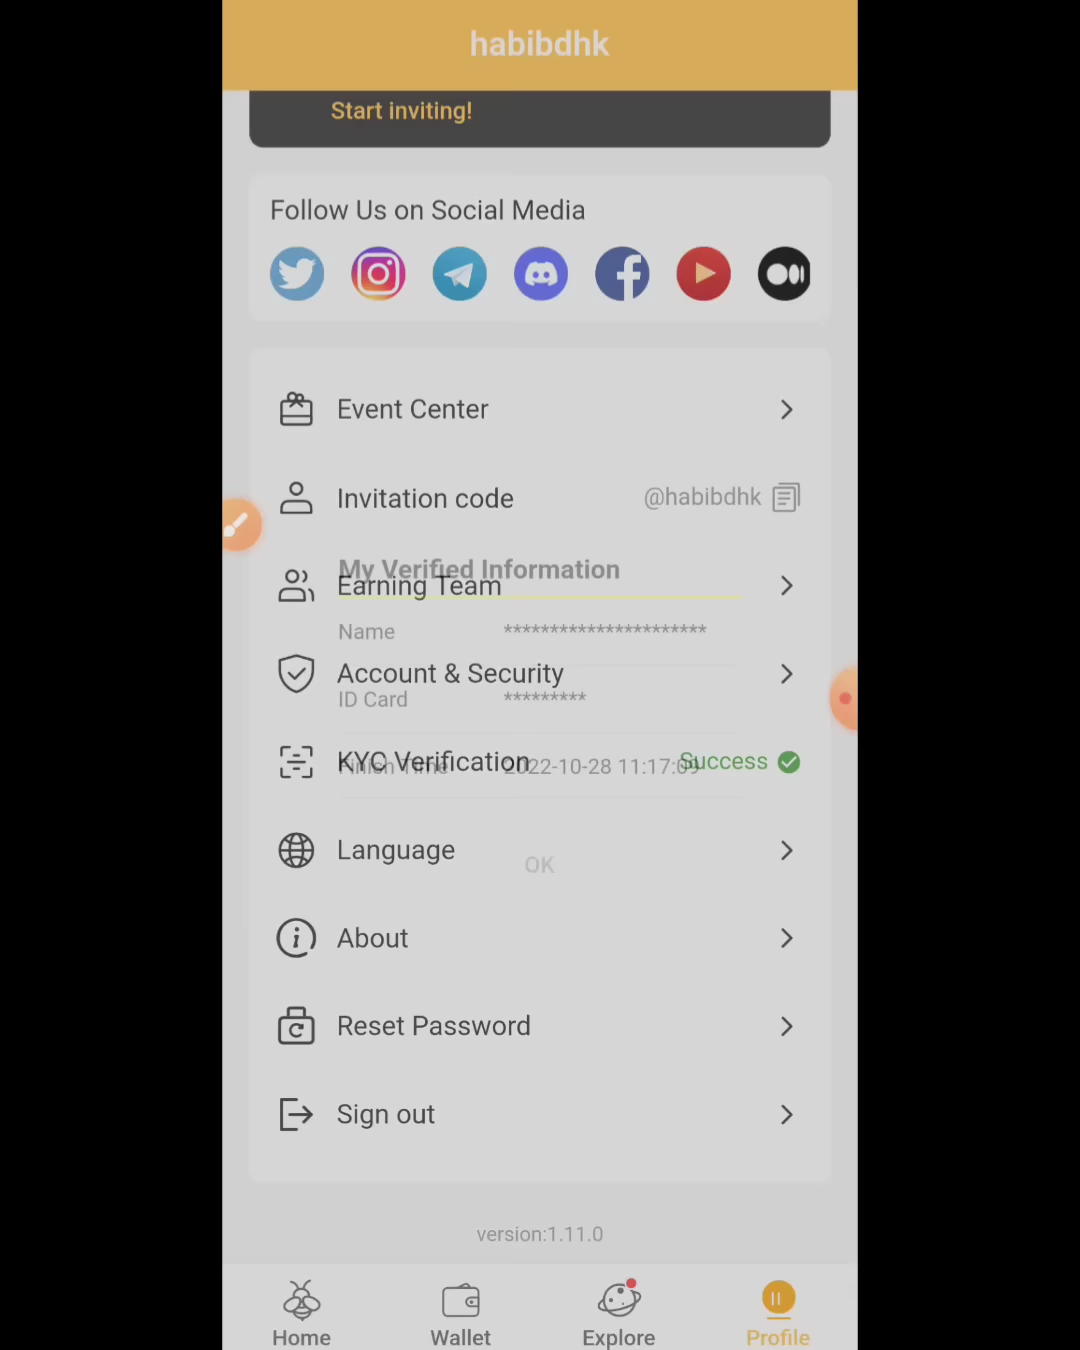 habibdhk
Start inviting!
Follow Us on Social Media
Event Center
Invitation code @habibdhk
My Verified Information
Earning Team
Name *********************
Account & Security
ID Card *********
KYC Verification Success
Finish Time 2022-10-28 11:17:09
Language
OK
About
Reset Password
Sign out
version:1.11.0
Home Wallet Explore Profile